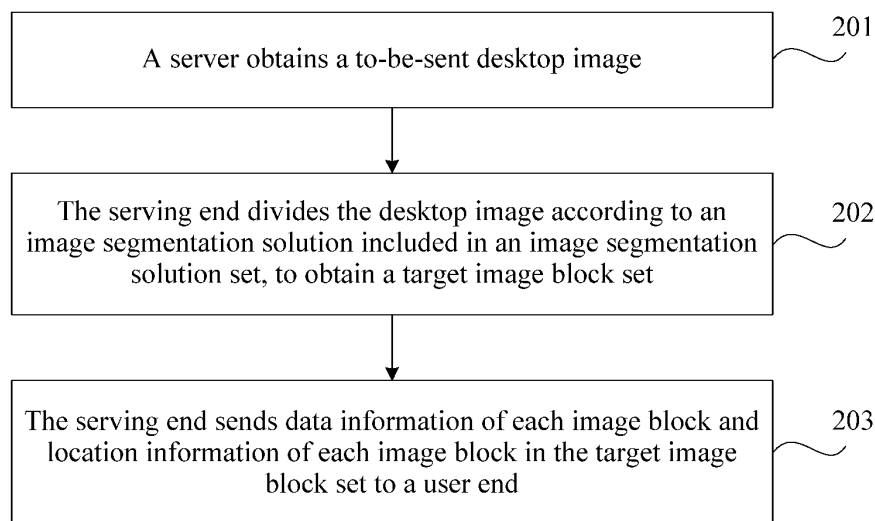 A server obtains a to-be-sent desktop image
201
The serving end divides the desktop image according to an
image segmentation solution included in an image segmentation
solution set, to obtain a target image block set
202
The serving end sends data information of each image block and
location information of each image block in the target image
block set to a user end
203